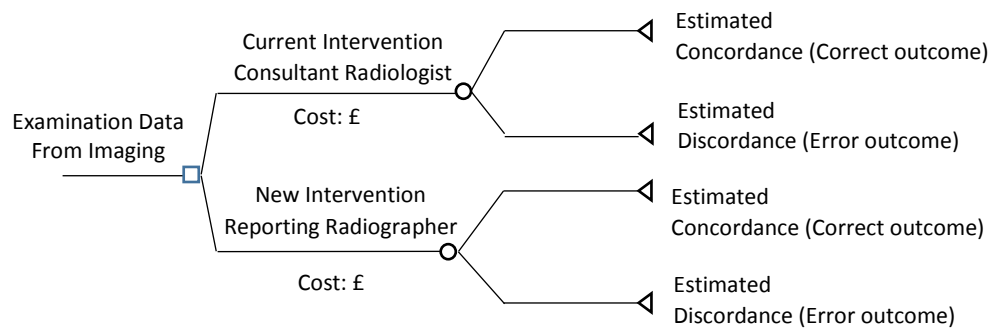 Examination Data
From Imaging
Current Intervention
Consultant Radiologist
Cost: £
Estimated
Concordance (Correct outcome)
Estimated
Discordance (Error outcome)
New Intervention
Reporting Radiographer
Cost: £
Estimated
Concordance (Correct outcome)
Estimated
Discordance (Error outcome)